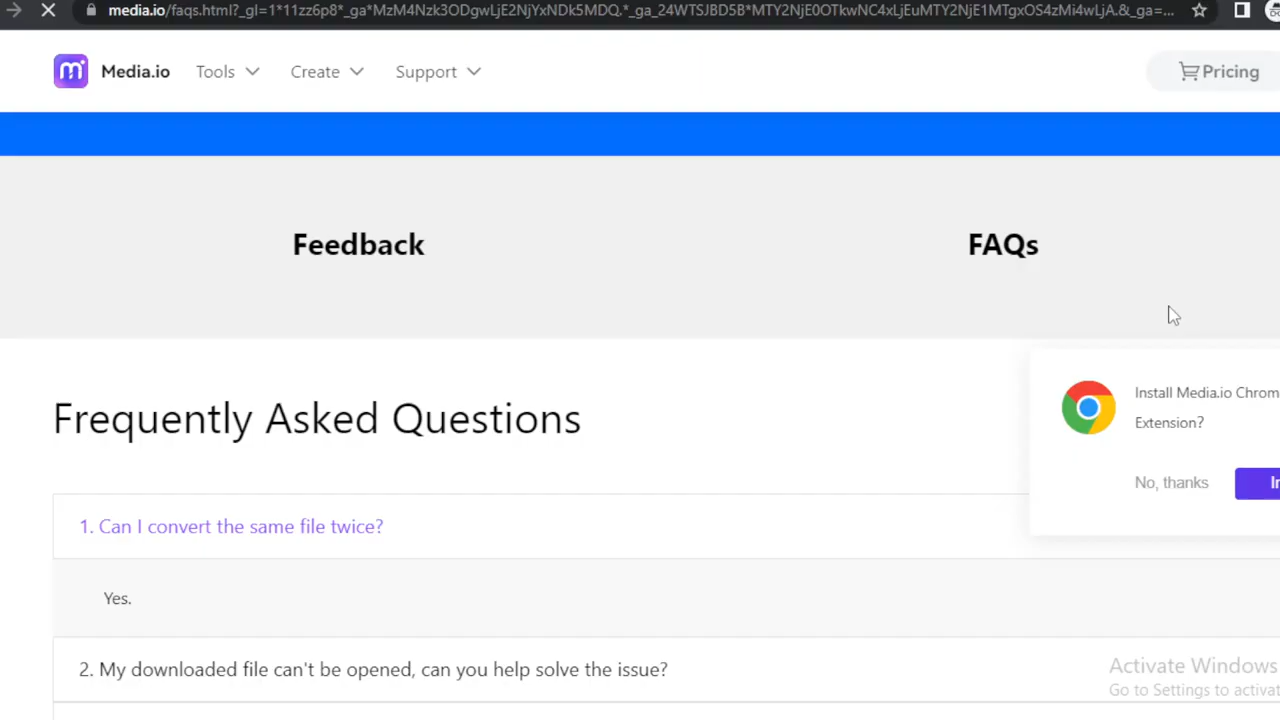 media.io/faqs.html?_gl=1*11zz6p8*_ga*MzM4Nzk3ODgwLjE2NjYxNDk5MDQ.*_ga_24WTSJBD5B*MTY2NjE0OTkwNC4xLjEuMTY2NjE1MTgxOS4zMi4wLjA.&_ga=...
Media.io Tools Create Support Pricing
Feedback FAQs
Install Media.io Chrom
Extension?
No, thanks In
Frequently Asked Questions
1. Can I convert the same file twice?
Yes.
2. My downloaded file can't be opened, can you help solve the issue?
Activate Windows
Go to Settings to activat